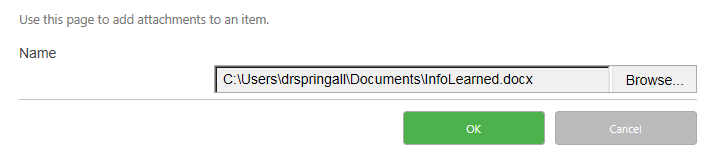 Use this page to add attachments to an item.
Name
C:\Users\drspringall\Documents\InfoLearned.docx Browse...
OK Cancel